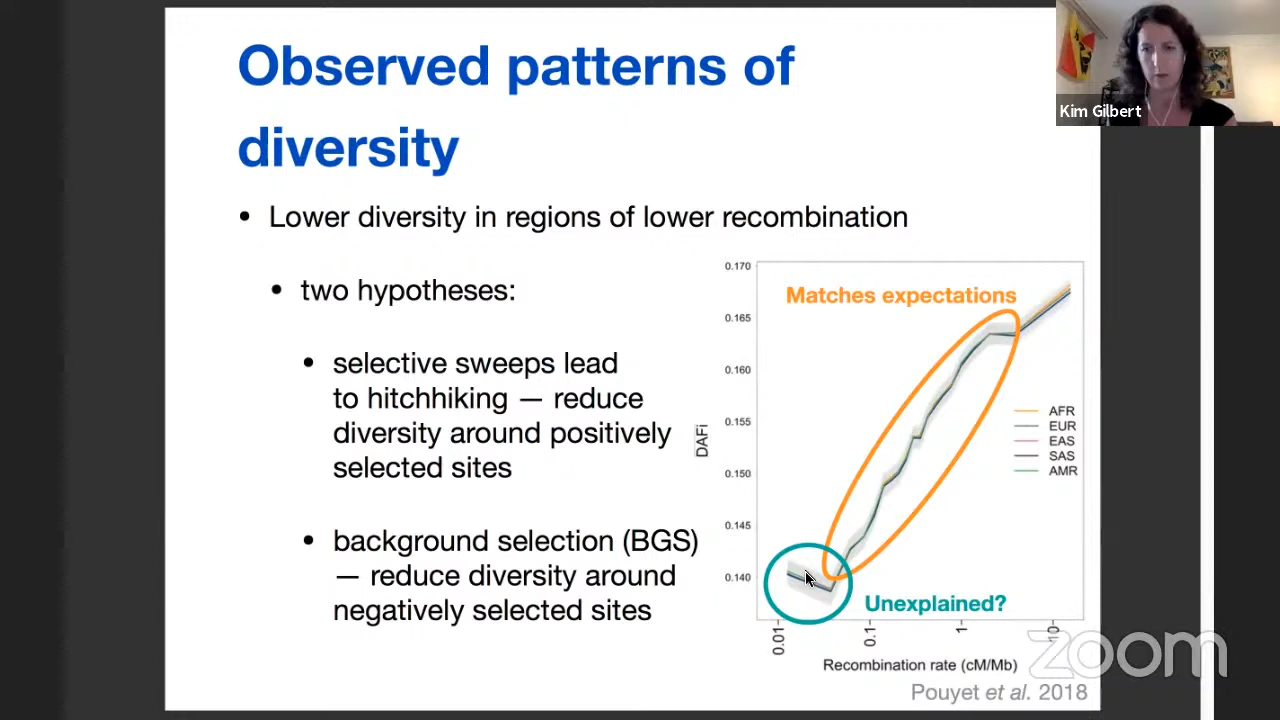 Observed patterns of
diversity
Kim Gilbert
• Lower diversity in regions of lower recombination
• two hypotheses:
• selective sweeps lead
to hitchhiking — reduce
diversity around positively
selected sites
• background selection (BGS)
— reduce diversity around
negatively selected sites
Matches expectations
0.170
0.165
0.160
0.155
0.150
0.145
0.140
DAFi
AFR
EUR
EAS
SAS
AMR
Unexplained?
0.01
0.1
1
10
Recombination rate (cM/Mb)
Pouyet et al. 2018
zoom